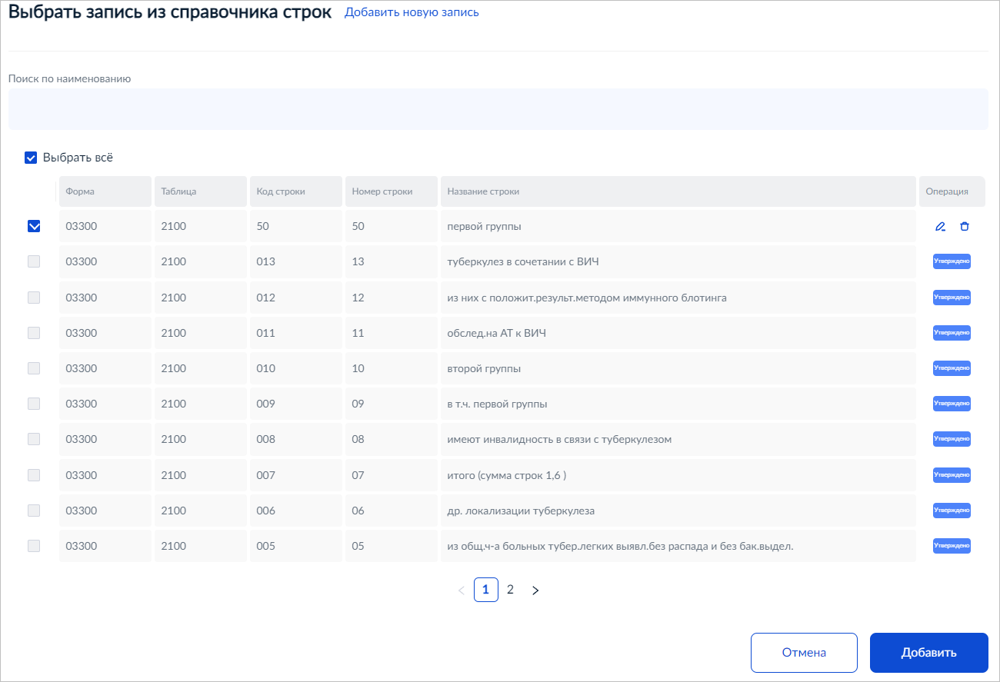 Выбрать запись из справочника строк Добавить новую запись
Поиск по наименованию
Выбрать всё
Форма Таблица Код строки Номер строки Название строки Операция
03300 2100 50 50 первой группы
03300 2100 013 13 туберкулез в сочетании с ВИЧ Утверждено
03300 2100 012 12 из них с положит.результ.методом иммунного блотинга Утверждено
03300 2100 011 11 обслед.на АТ к ВИЧ Утверждено
03300 2100 010 10 второй группы Утверждено
03300 2100 009 09 в т.ч. первой группы Утверждено
03300 2100 008 08 имеют инвалидность в связи с туберкулезом Утверждено
03300 2100 007 07 итого (сумма строк 1,6 ) Утверждено
03300 2100 006 06 др. локализации туберкулеза Утверждено
03300 2100 005 05 из общ.ч-а больных тубер.легких выявл.без распада и без бак.выдел. Утверждено
< 1 2 >
Отмена Добавить